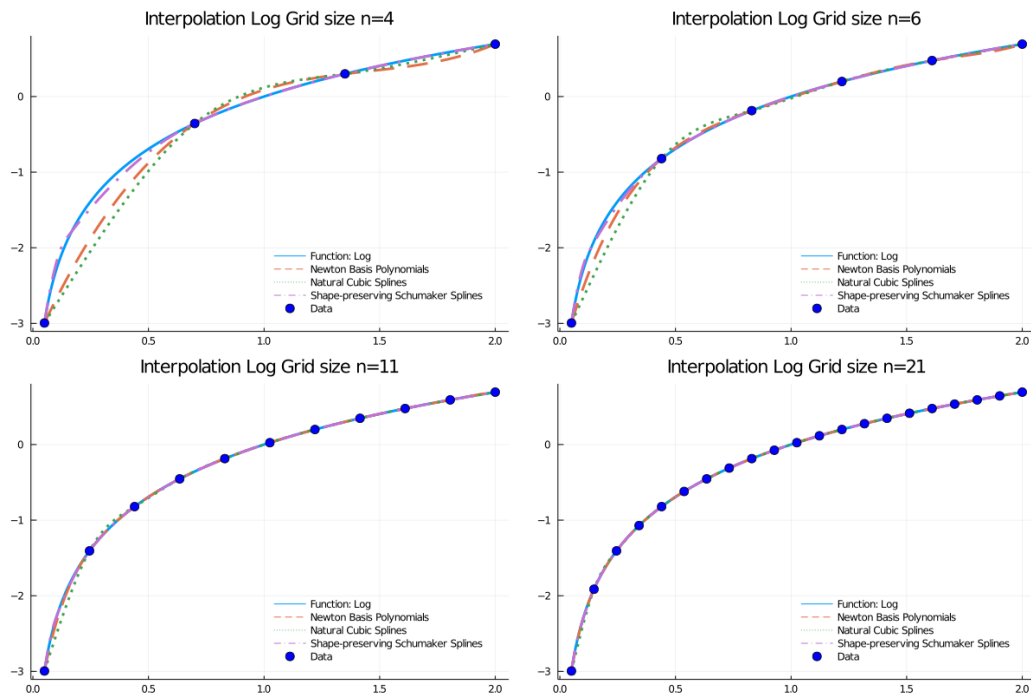 Interpolation Log Grid size n=4
0
−1
−2
−3
Function: Log
Newton Basis Polynomials
Natural Cubic Splines
Shape-preserving Schumaker Splines
Data
0.0 0.5 1.0 1.5 2.0
Interpolation Log Grid size n=6
0
−1
−2
−3
Function: Log
Newton Basis Polynomials
Natural Cubic Splines
Shape-preserving Schumaker Splines
Data
0.0 0.5 1.0 1.5 2.0
Interpolation Log Grid size n=11
0
−1
−2
−3
Function: Log
Newton Basis Polynomials
Natural Cubic Splines
Shape-preserving Schumaker Splines
Data
0.0 0.5 1.0 1.5 2.0
Interpolation Log Grid size n=21
0
−1
−2
−3
Function: Log
Newton Basis Polynomials
Natural Cubic Splines
Shape-preserving Schumaker Splines
Data
0.0 0.5 1.0 1.5 2.0